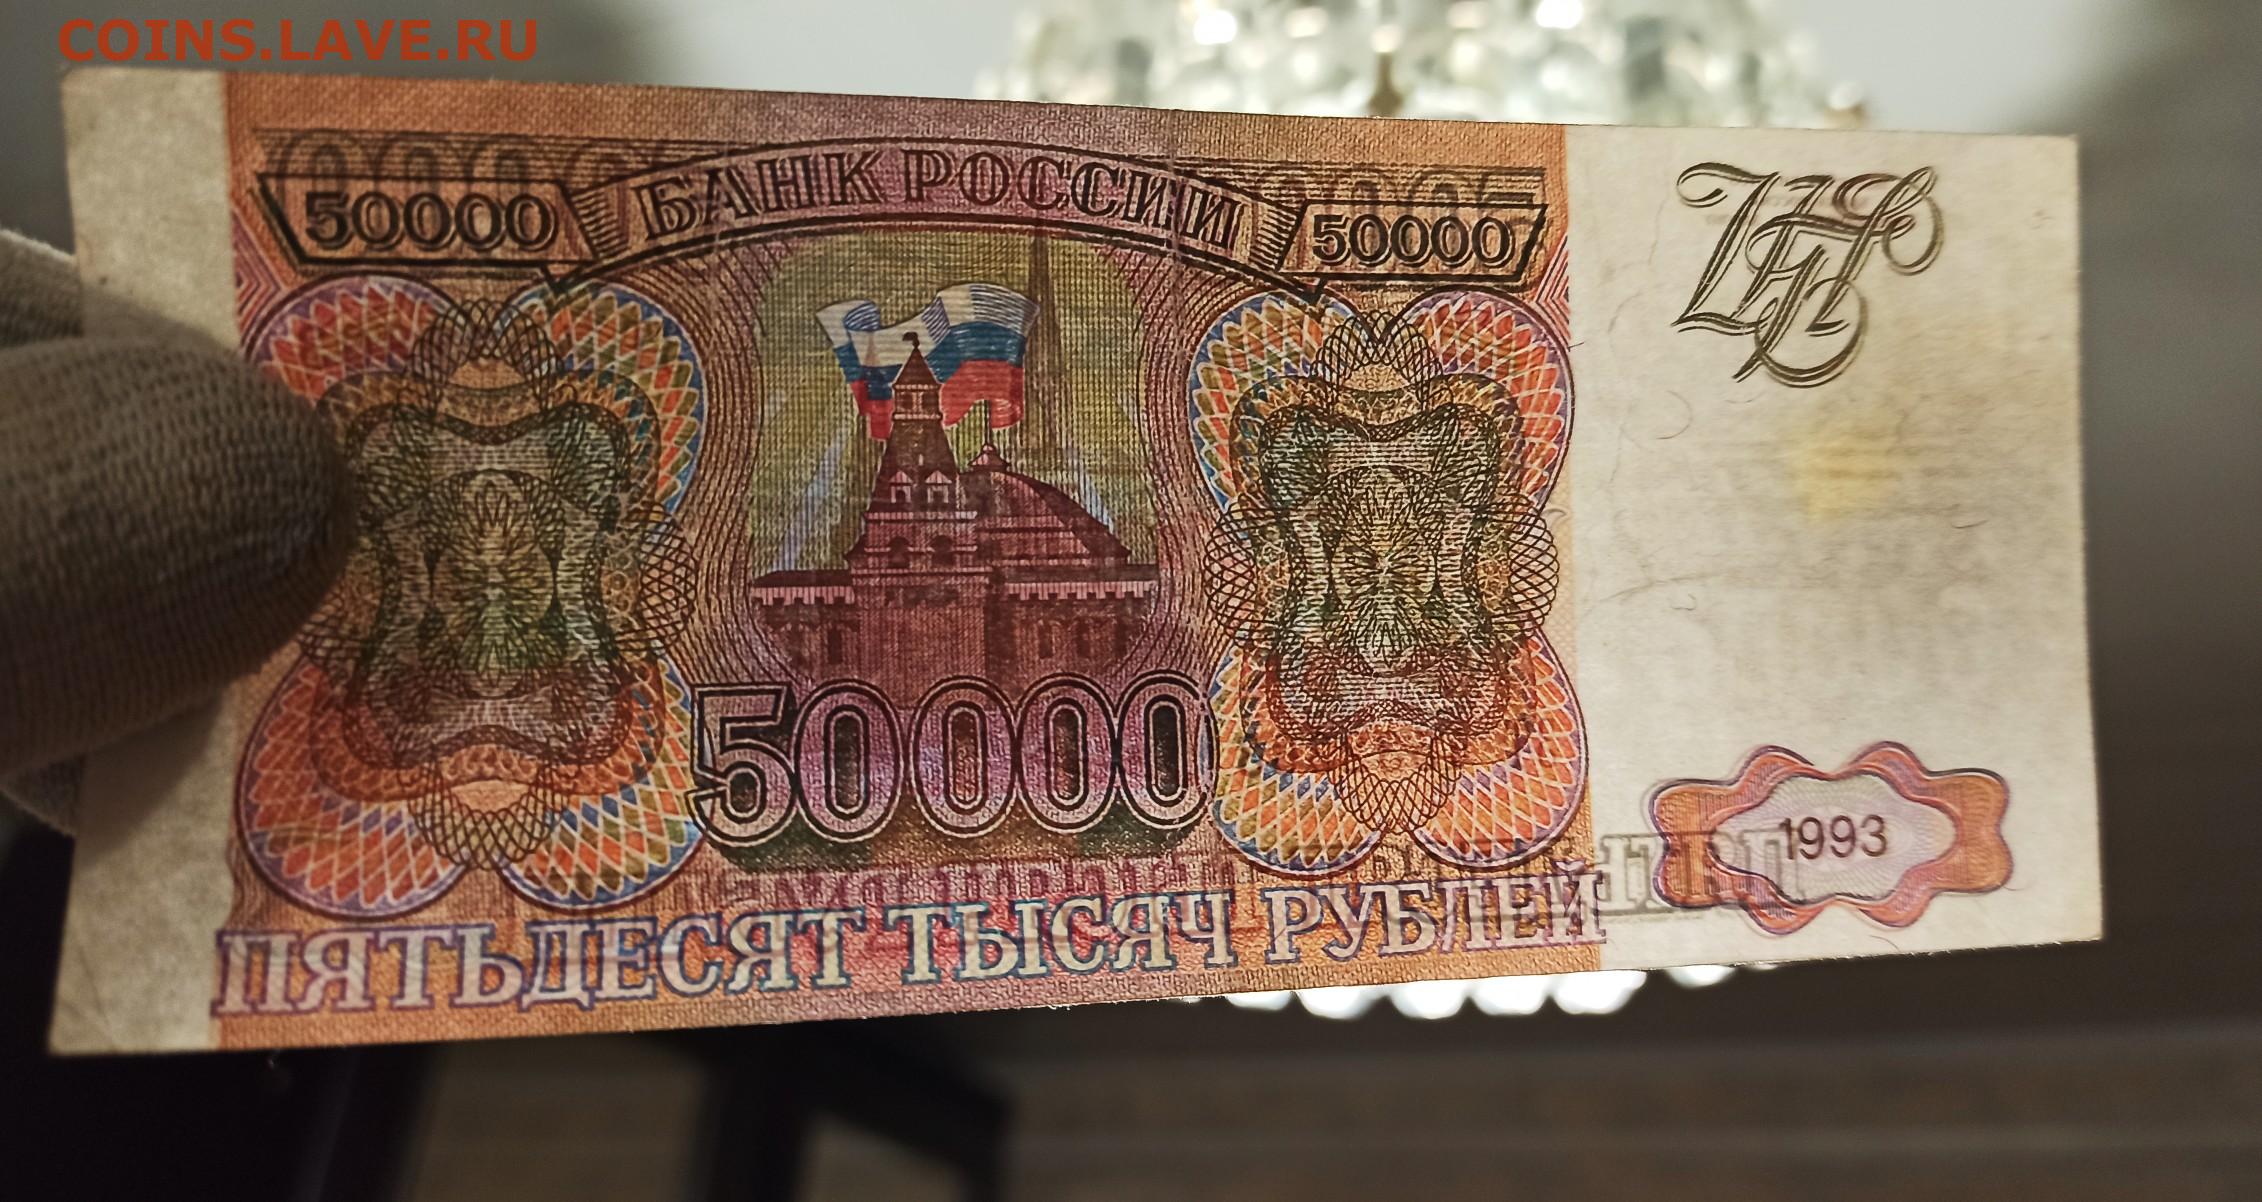 COINS.LAVE.RU
50000 БАНК РОССИИ 50000
50000
1993
ПЯТЬДЕСЯТ ТЫСЯЧ РУБЛЕЙ